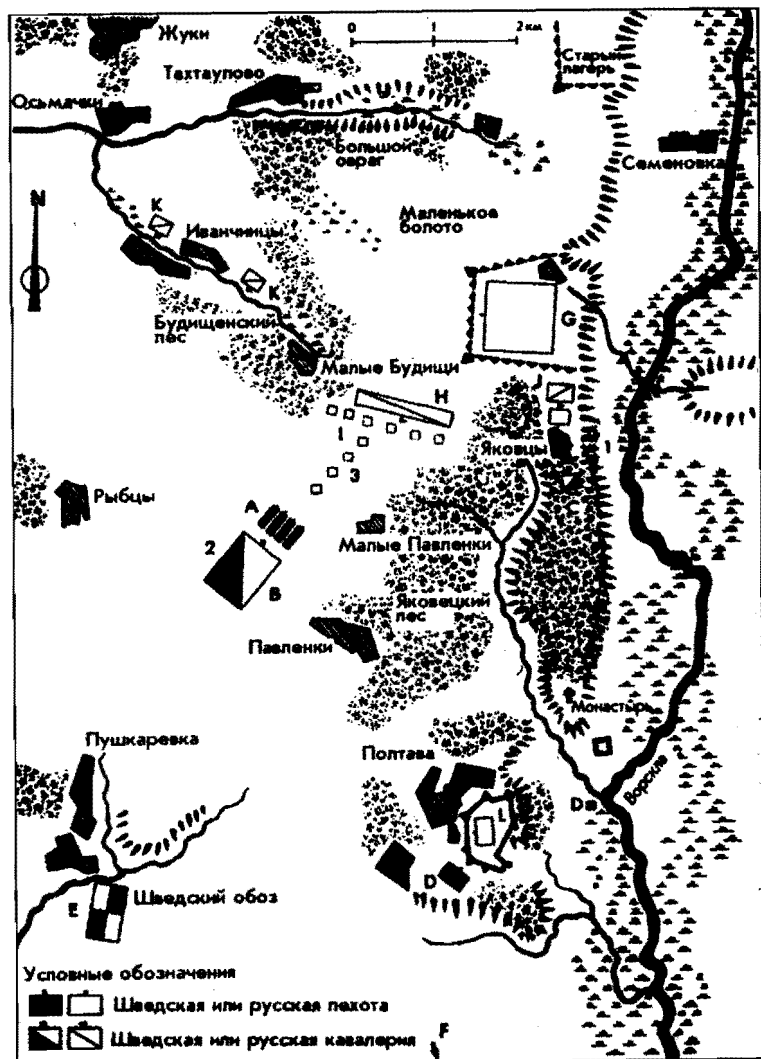 Жуки
0 1 2 км
Старый
лагерь
Тахтаулово
Осьмачки
Большой
овраг
Семеновка
Маленькое
болото
N
K
Иванчинцы
K
G
Будищенский
лес
Малые Будищи
H
J
1
Яковцы
1
3
Рыбцы
A
2
Малые Павленки
B
Яковецкий
лес
Павленки
Монастырь
Пушкаревка
Полтава
Ворскла
D
L
D
E
Шведский обоз
Условные обозначения
Шведская или русская пехота
Шведская или русская кавалерия
F